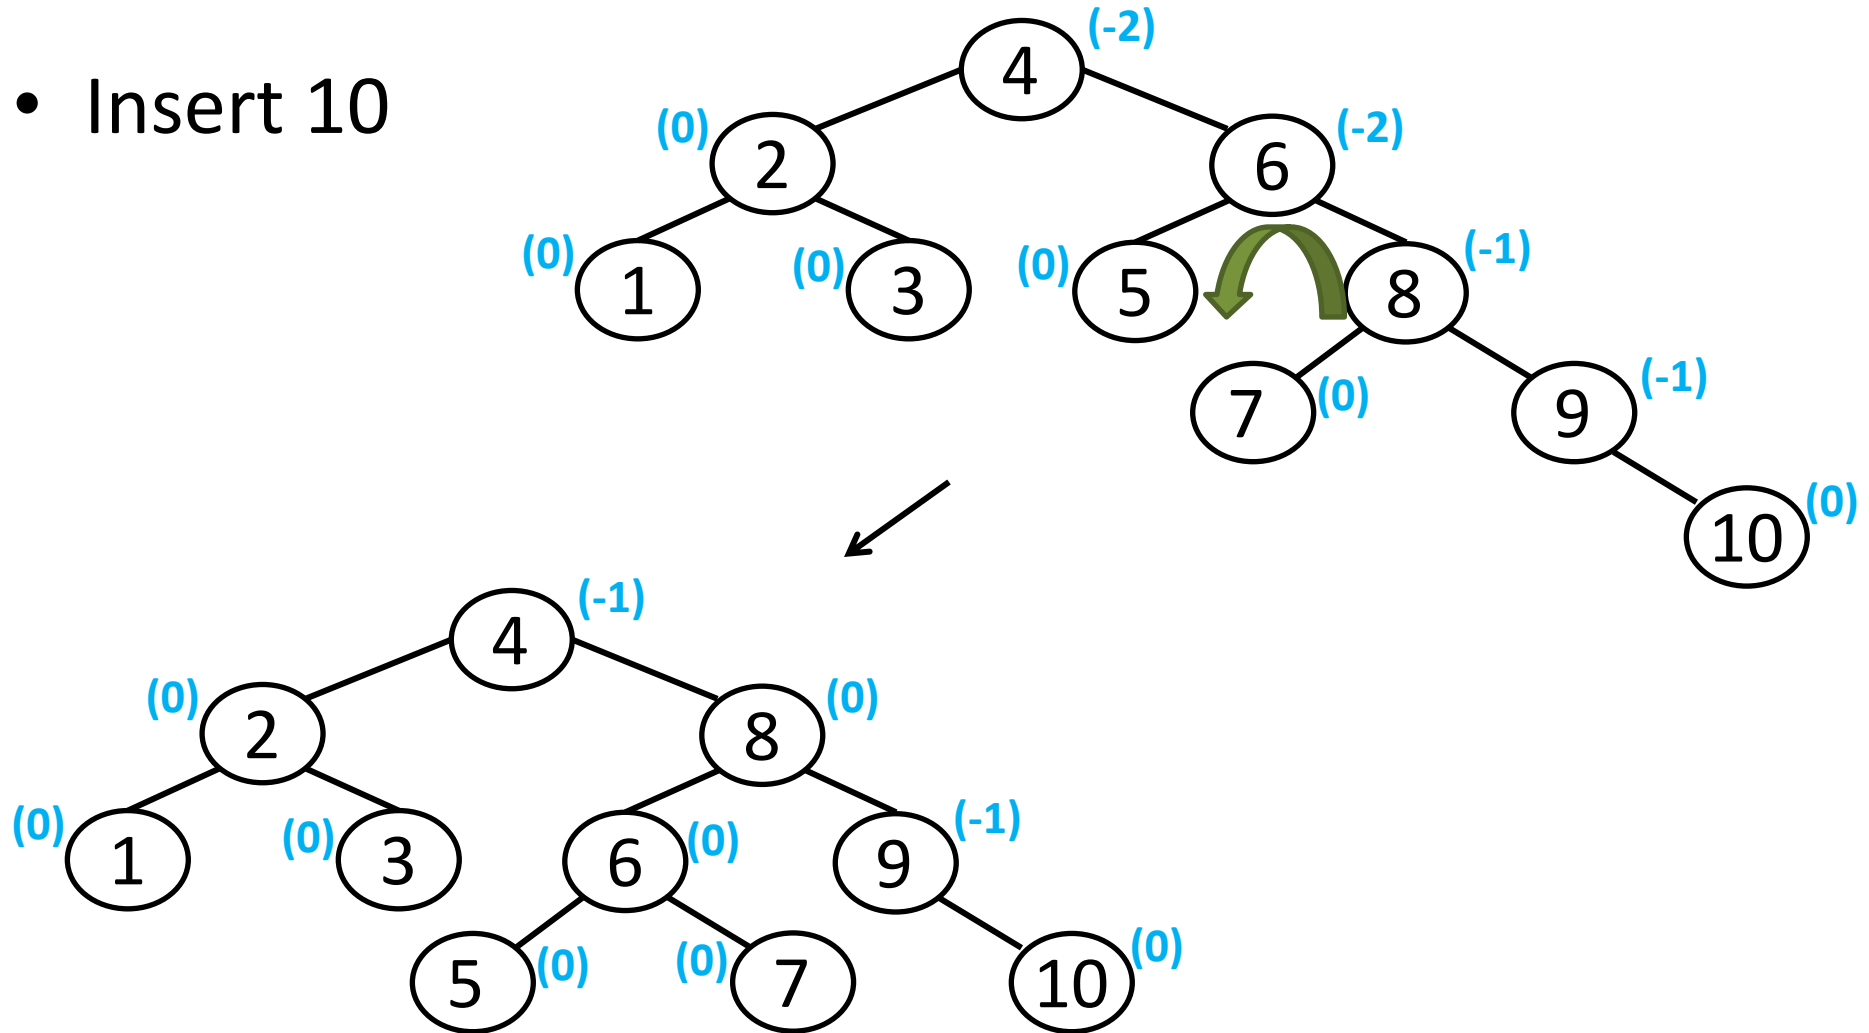 • Insert 10
4 (-2)
(0) 2 6 (-2)
(0) 1 (0) 3 (0) 5 8 (-1)
7 (0) 9 (-1)
10 (0)
4 (-1)
(0) 2 8 (0)
(0) 1 (0) 3 6 (0) 9 (-1)
5 (0) (0) 7 10 (0)